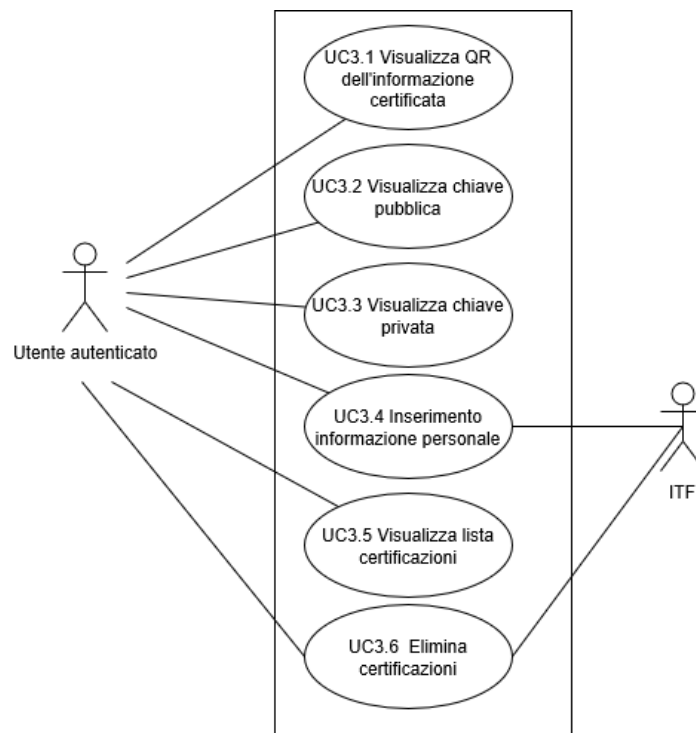 UC3.1 Visualizza QR
dell'informazione
certificata
UC3.2 Visualizza chiave
pubblica
UC3.3 Visualizza chiave
privata
Utente autenticato
UC3.4 Inserimento
informazione personale
ITF
UC3.5 Visualizza lista
certificazioni
UC3.6 Elimina
certificazioni